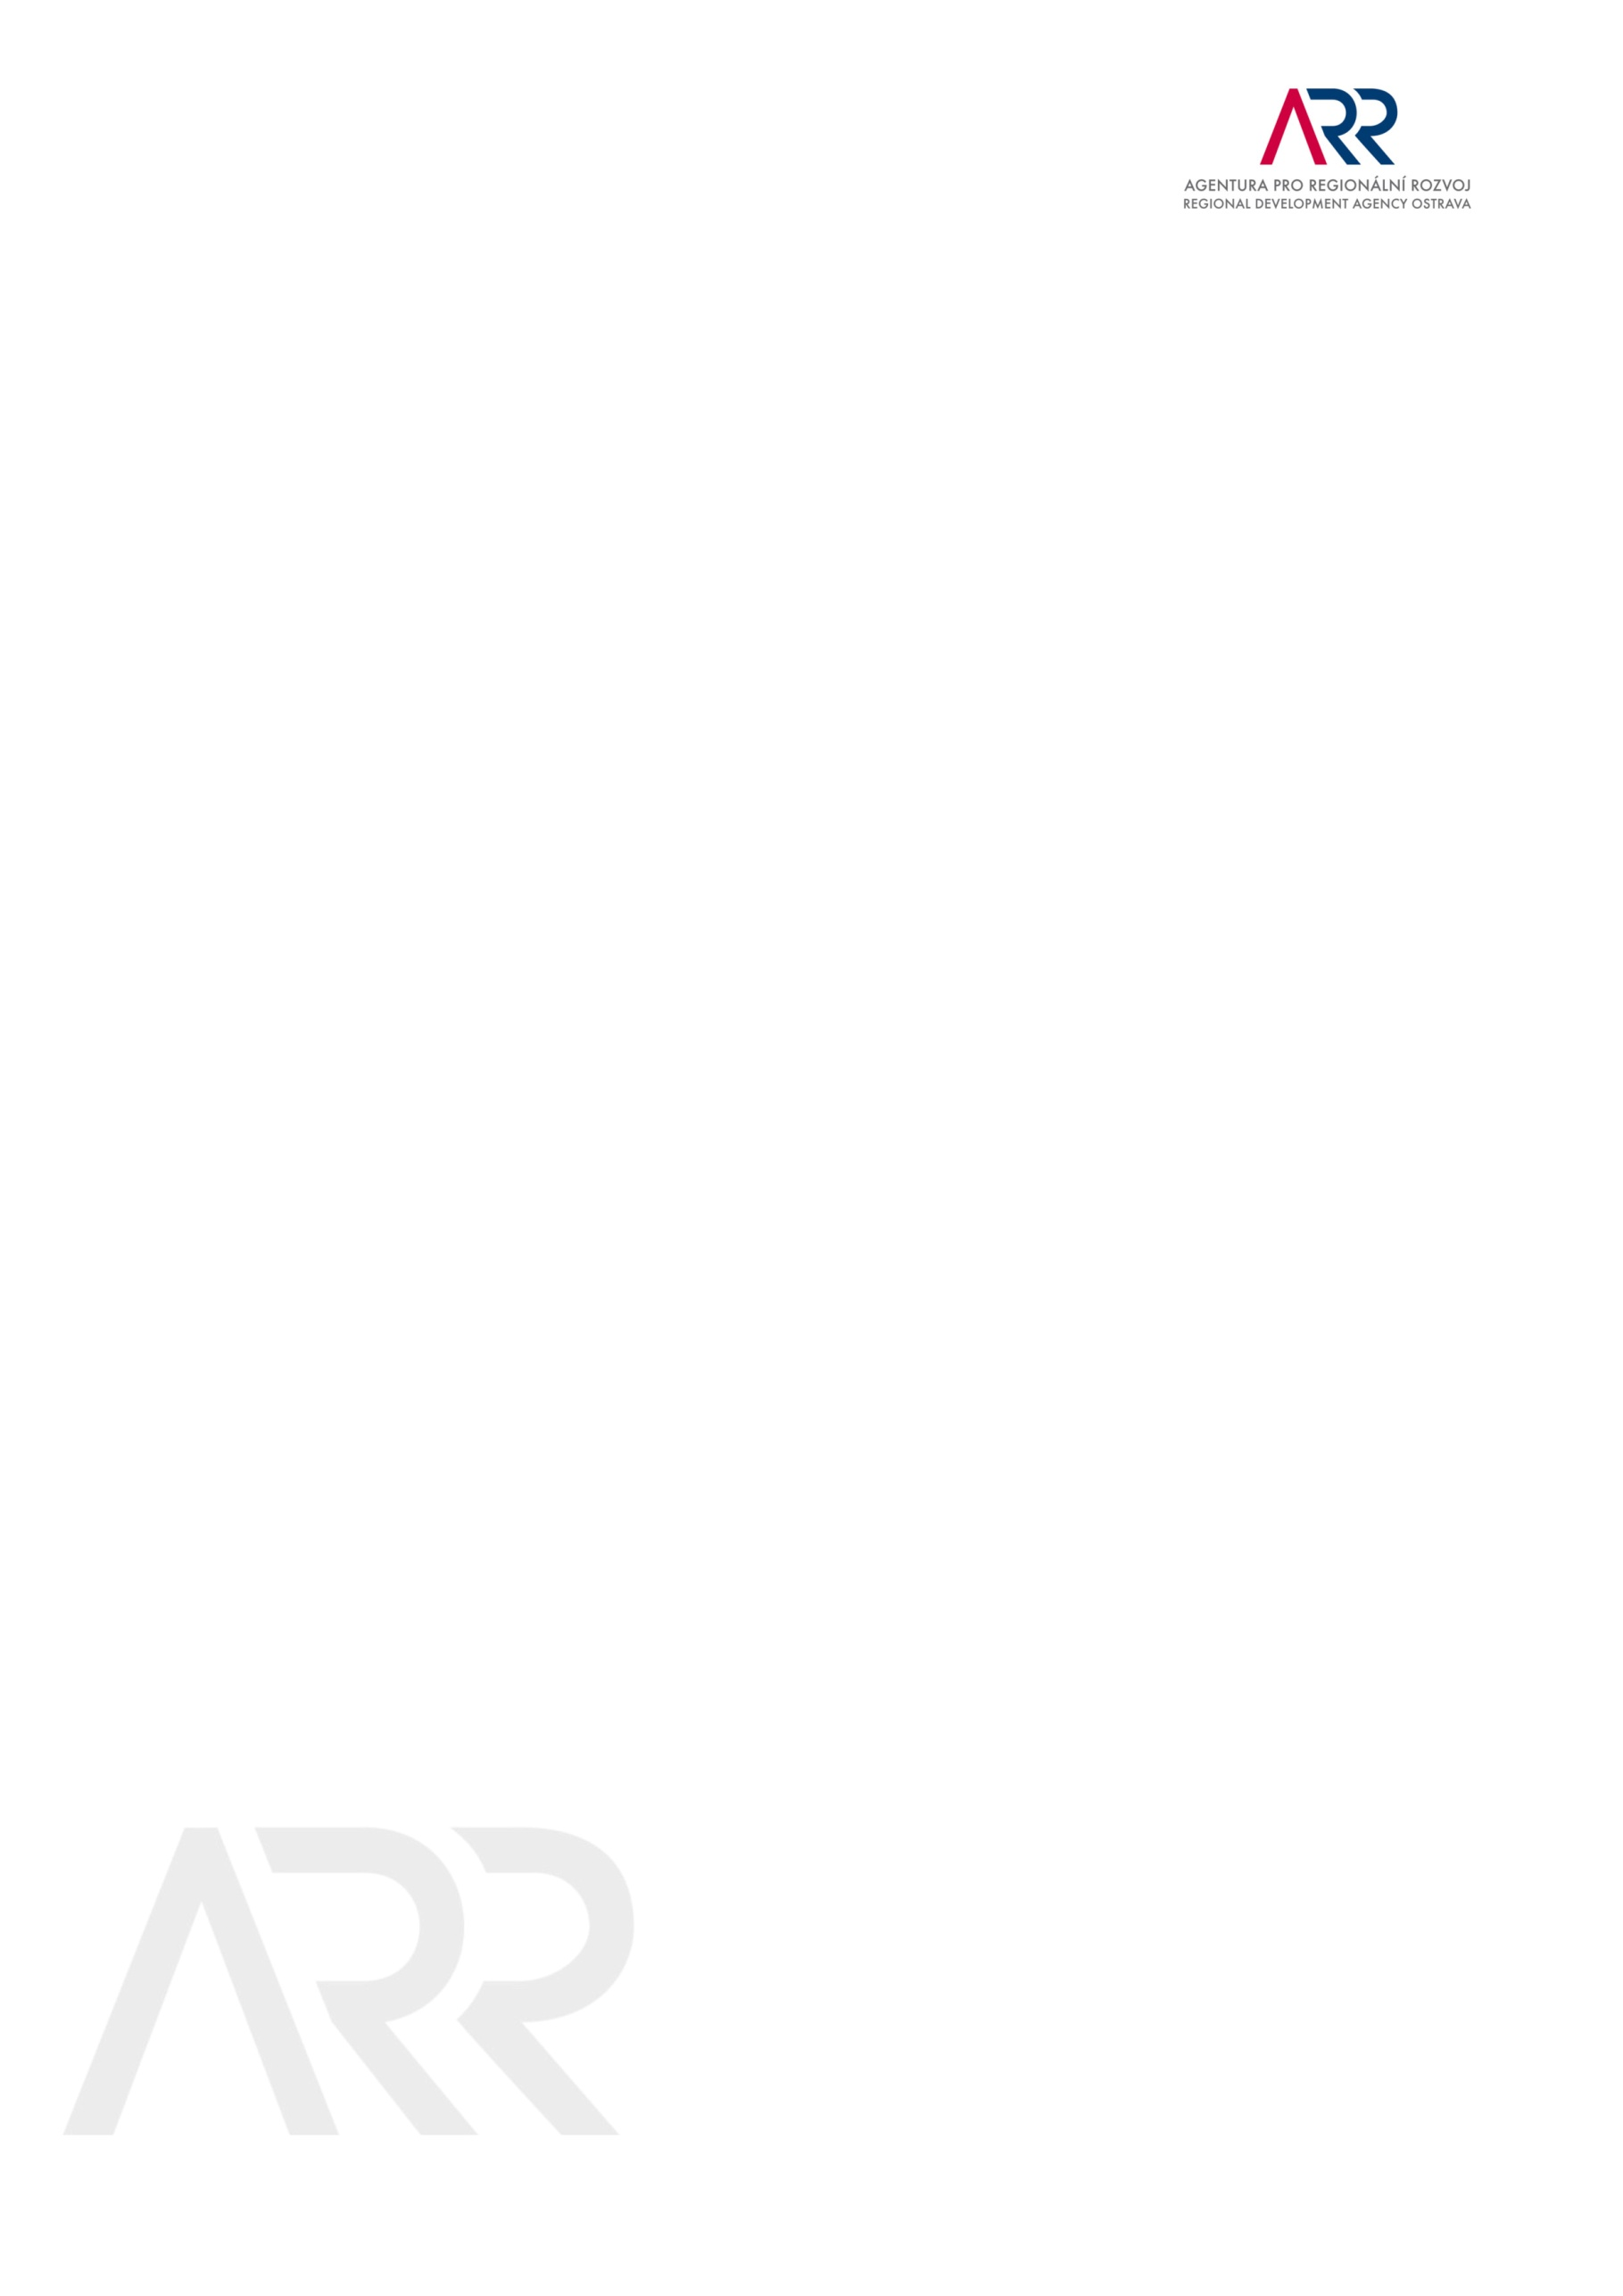 ARR
AGENTURA PRO REGIONÁLNÍ ROZVOJ
REGIONAL DEVELOPMENT AGENCY OSTRAVA
ARR